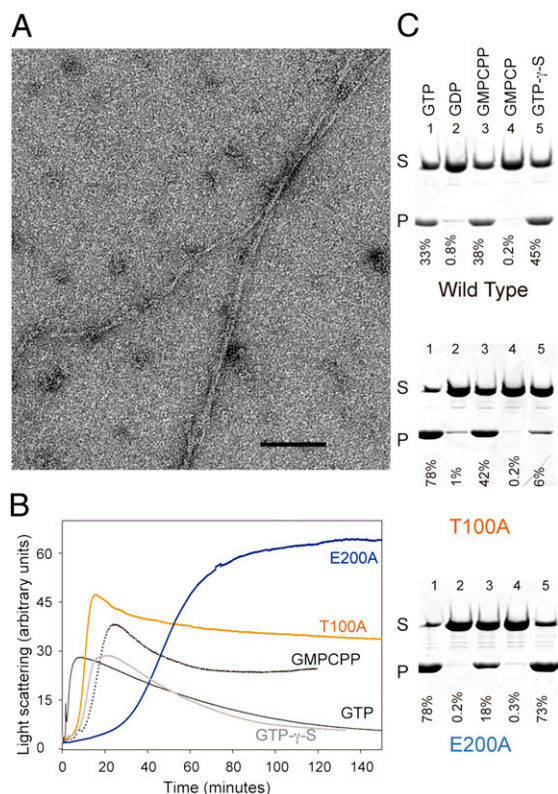 A
B
Light scattering (arbitrary units)
60
45
30
15
0
E200A
T100A
GMPCPP
GTP
GTP-γ-S
0 20 40 60 80 100 120 140
Time (minutes)
C
GTP GDP GMPCPP GMPCP GTP-γ-S
1 2 3 4 5
S
P
33% 0.8% 38% 0.2% 45%
Wild Type
1 2 3 4 5
S
P
78% 1% 42% 0.2% 6%
T100A
1 2 3 4 5
S
P
78% 0.2% 18% 0.3% 73%
E200A